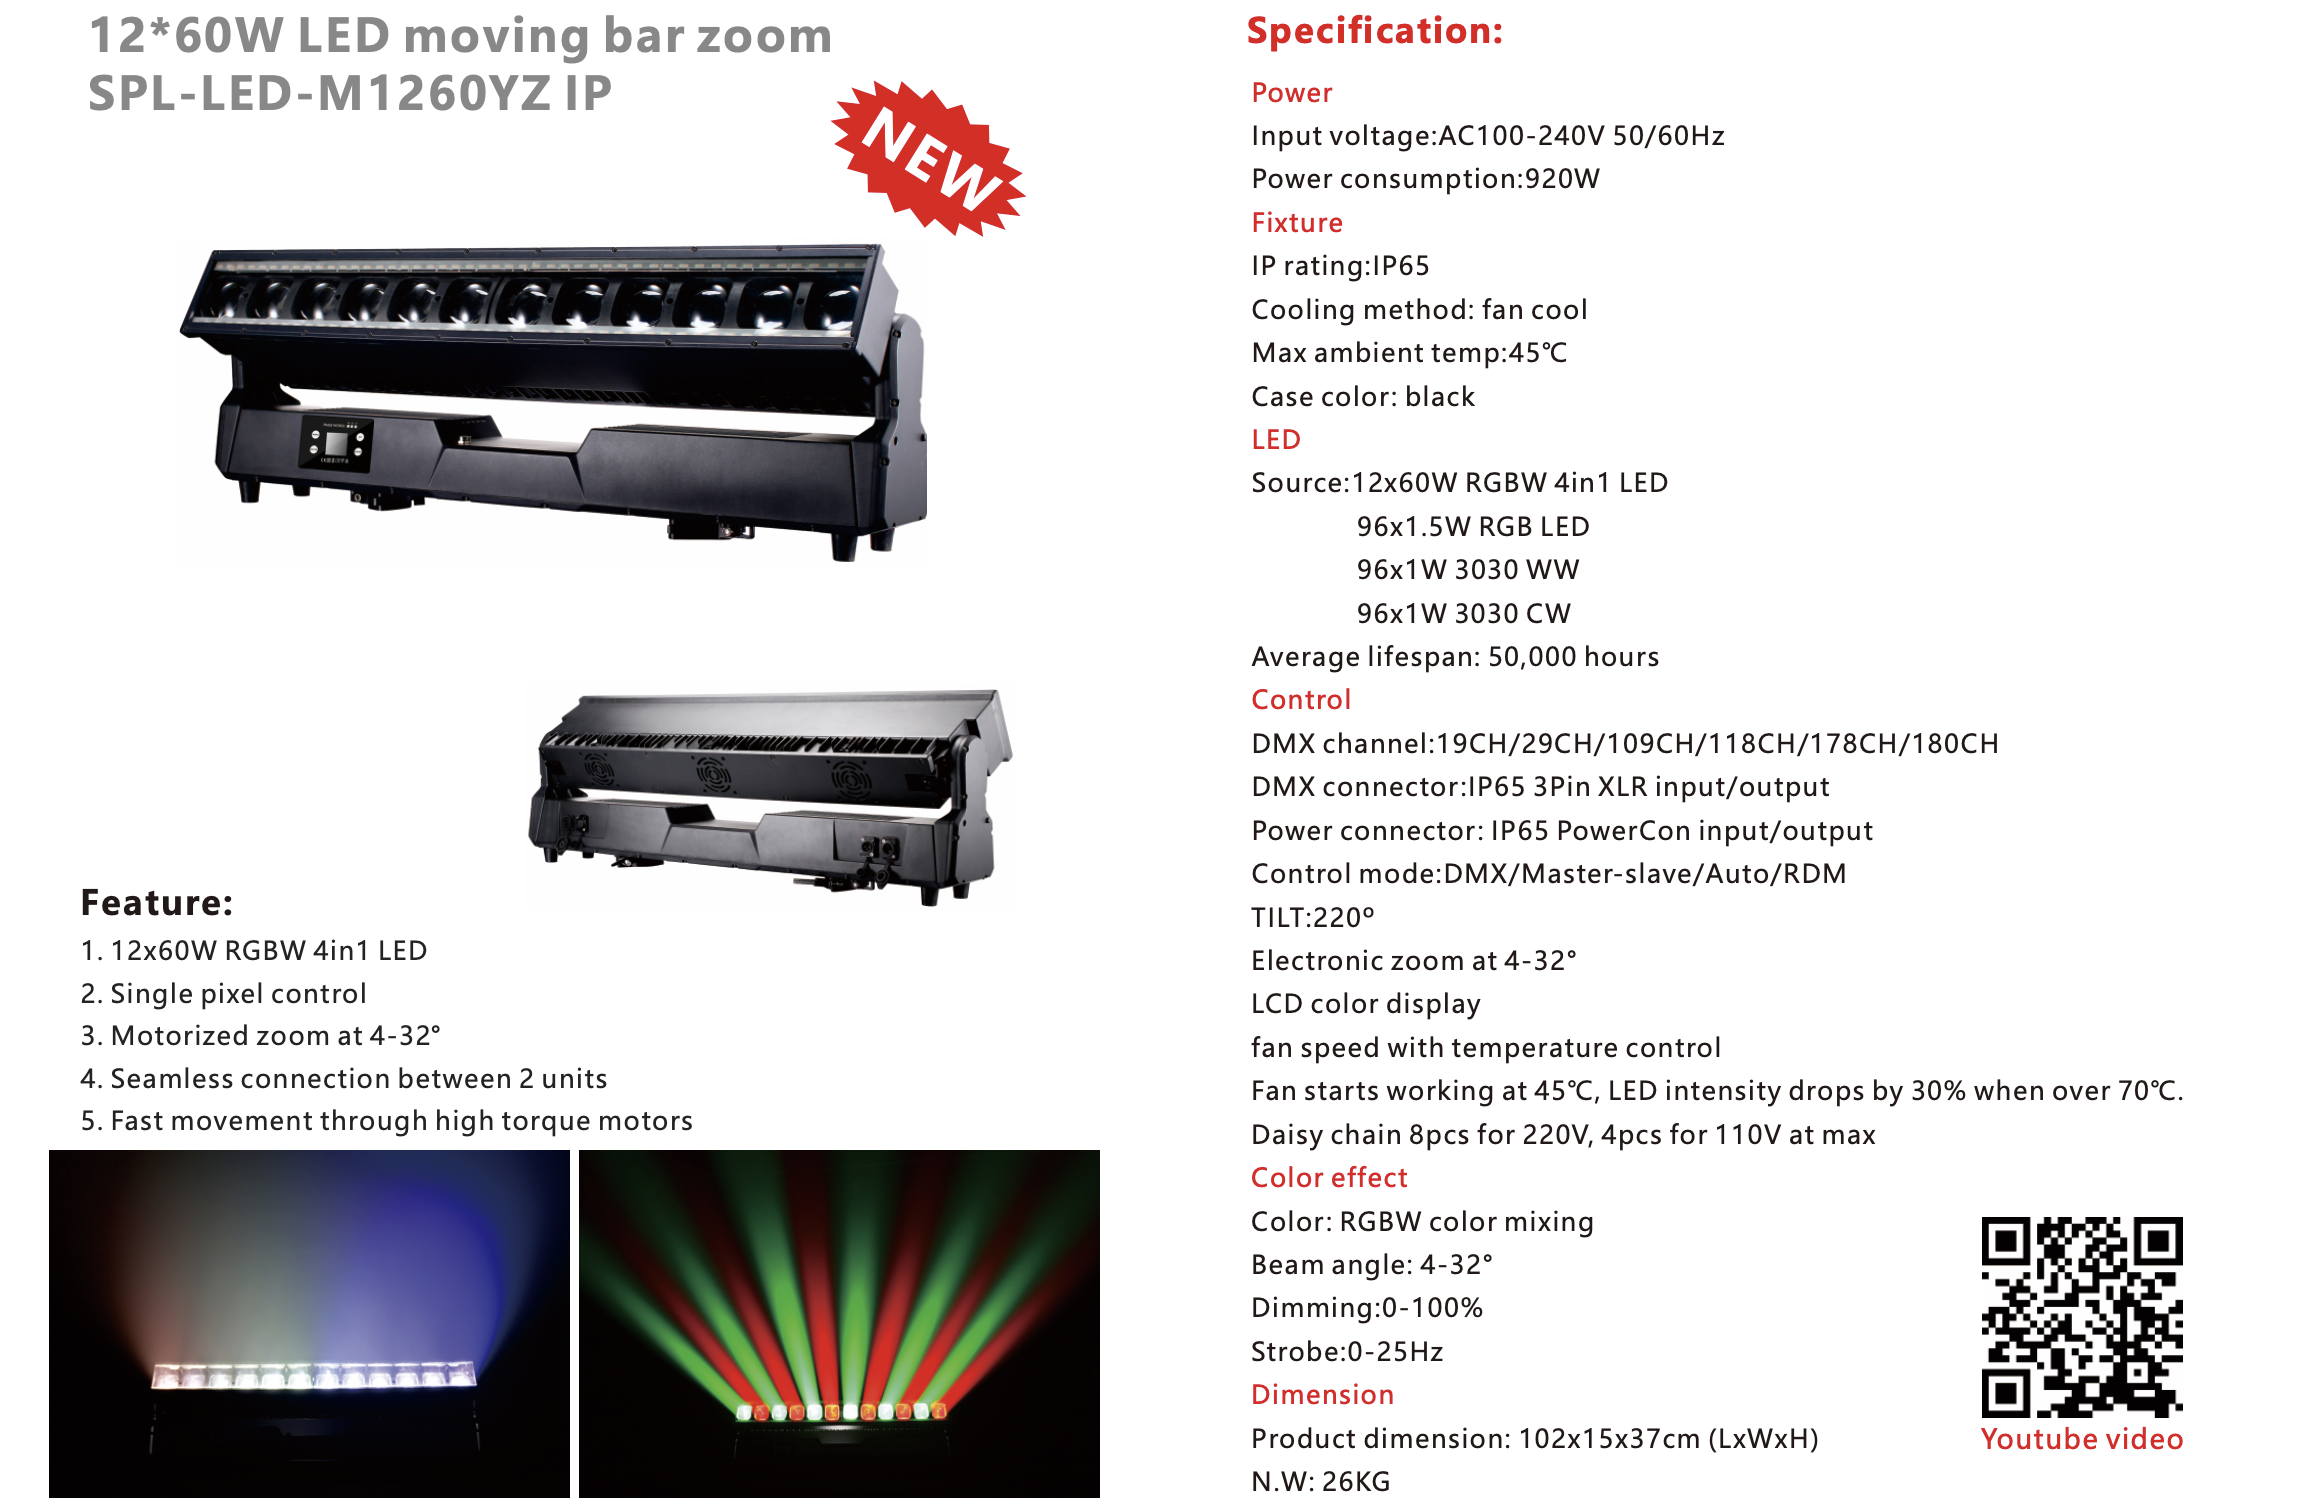 12*60W LED moving bar zoom
SPL-LED-M1260YZ IP
NEW
Feature:
1. 12x60W RGBW 4in1 LED
2. Single pixel control
3. Motorized zoom at 4-32°
4. Seamless connection between 2 units
5. Fast movement through high torque motors
Specification:
Power
Input voltage:AC100-240V 50/60Hz
Power consumption:920W
Fixture
IP rating:IP65
Cooling method: fan cool
Max ambient temp:45℃
Case color: black
LED
Source:12x60W RGBW 4in1 LED
96x1.5W RGB LED
96x1W 3030 WW
96x1W 3030 CW
Average lifespan: 50,000 hours
Control
DMX channel:19CH/29CH/109CH/118CH/178CH/180CH
DMX connector:IP65 3Pin XLR input/output
Power connector: IP65 PowerCon input/output
Control mode:DMX/Master-slave/Auto/RDM
TILT:220°
Electronic zoom at 4-32°
LCD color display
fan speed with temperature control
Fan starts working at 45℃, LED intensity drops by 30% when over 70℃.
Daisy chain 8pcs for 220V, 4pcs for 110V at max
Color effect
Color: RGBW color mixing
Beam angle: 4-32°
Dimming:0-100%
Strobe:0-25Hz
Dimension
Product dimension: 102x15x37cm (LxWxH)
N.W: 26KG
Youtube video